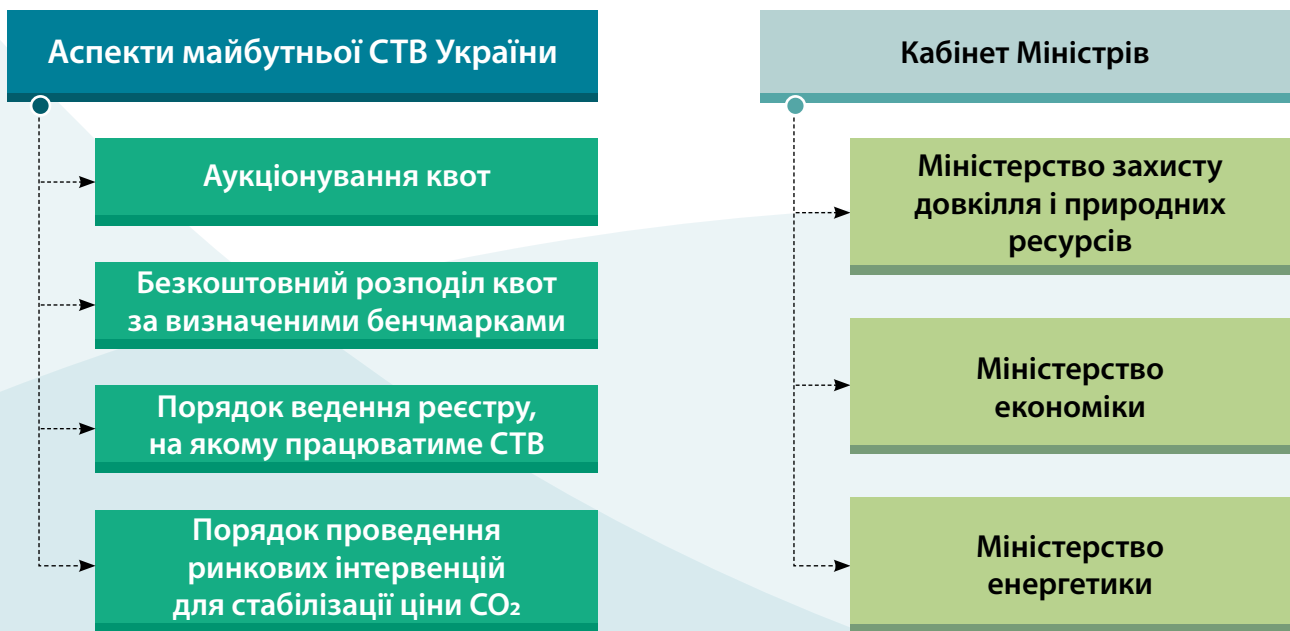 Аспекти майбутньої СТВ України
Аукціонування квот
Безкоштовний розподіл квот
за визначеними бенчмарками
Порядок ведення реєстру,
на якому працюватиме СТВ
Порядок проведення
ринкових інтервенцій
для стабілізації ціни CO₂
Кабінет Міністрів
Міністерство захисту
довкілля і природних
ресурсів
Міністерство
економіки
Міністерство
енергетики